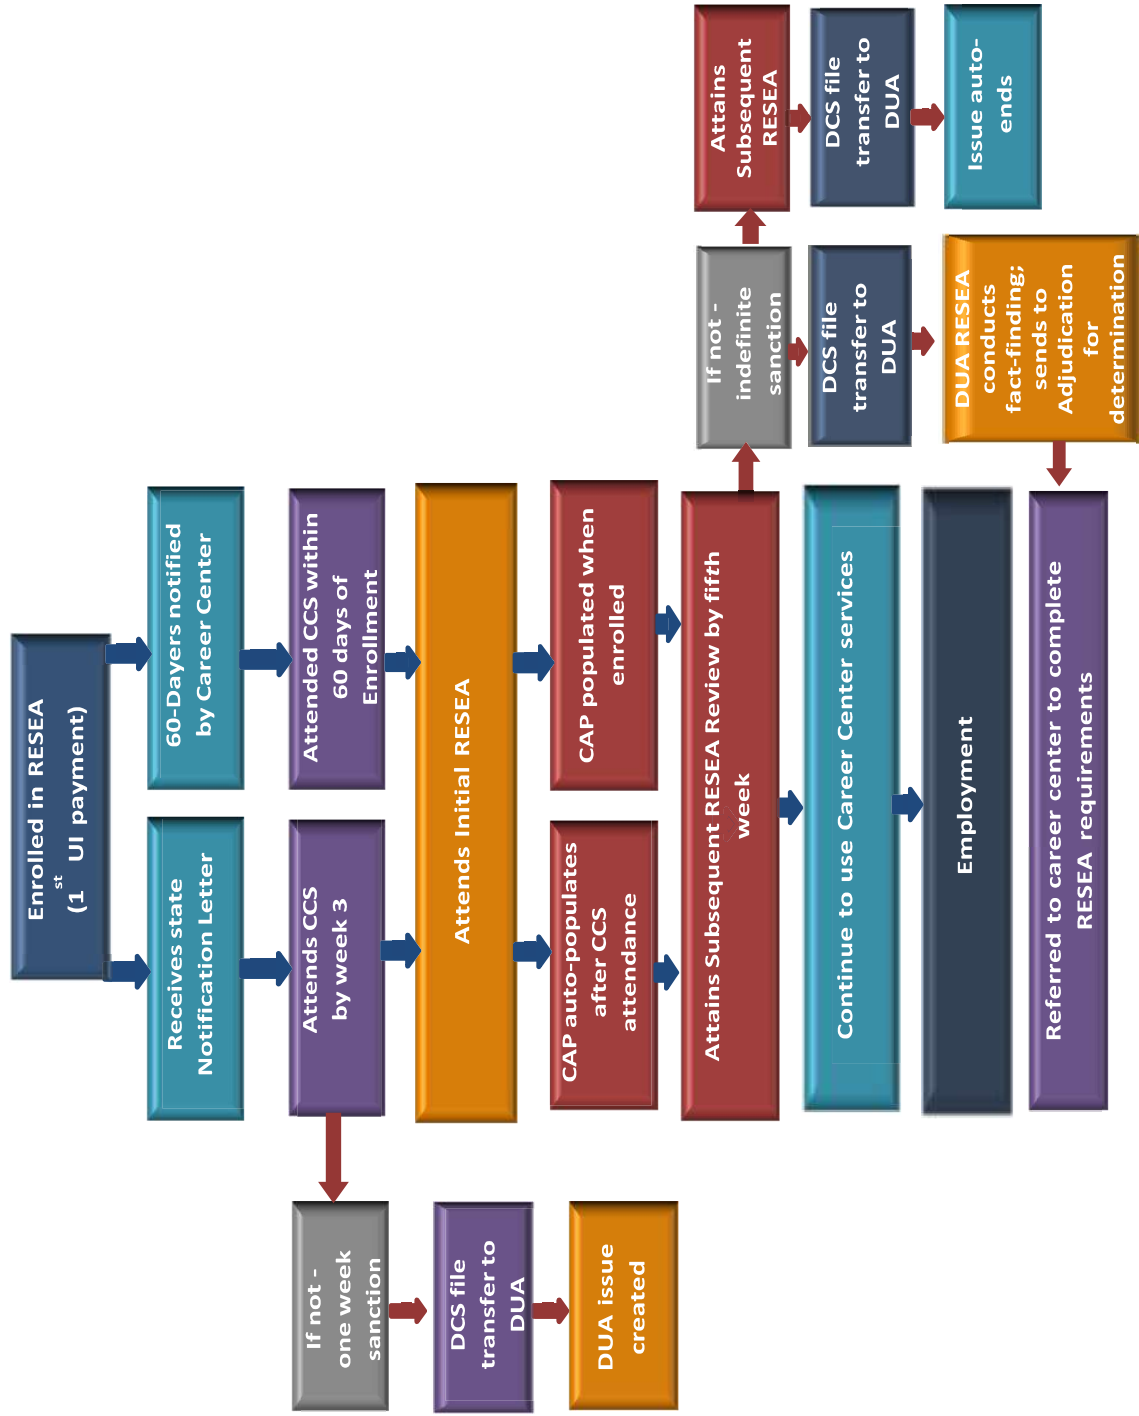 Enrolled in RESEA
(1st UI payment)
Receives state
Notification Letter
60-Dayers notified
by Career Center
If not -
one week
sanction
Attends CCS
by week 3
Attended CCS within
60 days of
Enrollment
DCS file
transfer to
DUA
Attends Initial RESEA
DUA issue
created
CAP auto-populates
after CCS
attendance
CAP populated when
enrolled
Attains Subsequent RESEA Review by fifth
week
If not -
indefinite
sanction
Attains
Subsequent
RESEA
Continue to use Career Center services
DCS file
transfer to
DUA
DCS file
transfer to
DUA
Employment
DUA RESEA
conducts
fact-finding;
sends to
Adjudication
for
determination
Issue auto-
ends
Referred to career center to complete
RESEA requirements